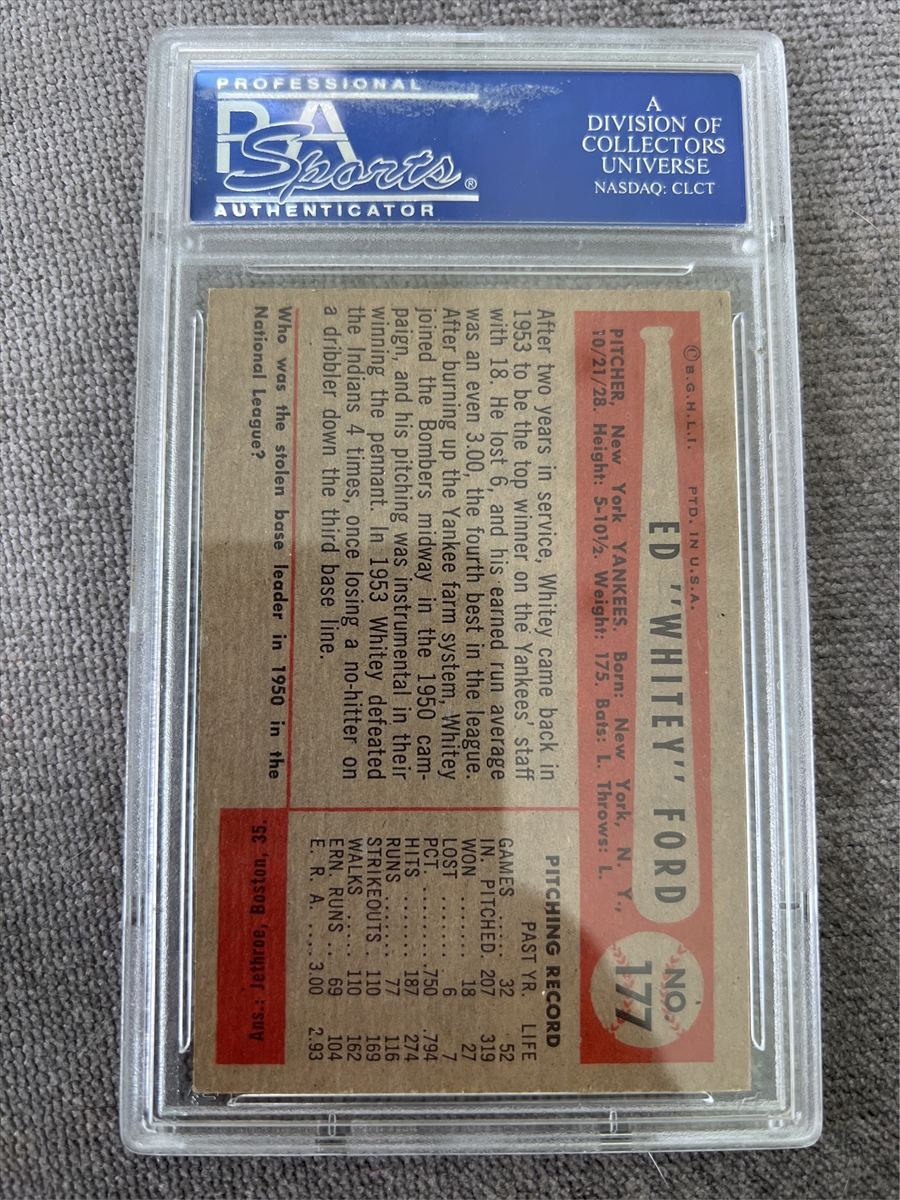 PROFESSIONAL
PSA
Sports®
AUTHENTICATOR
A
DIVISION OF
COLLECTORS
UNIVERSE
NASDAQ: CLCT
© B.G.H.L.I. PTD. IN U.S.A.
ED "WHITEY" FORD
NO.
177
PITCHER, New York YANKEES. Born: New York, N. Y.,
10/21/28. Height: 5-10½. Weight: 175. Bats: L. Throws: L.
After two years in service, Whitey came back in
1953 to be the top winner on the Yankees' staff
with 18. He lost 6, and his earned run average
was an even 3.00, the fourth best in the league.
After burning up the Yankee farm system, Whitey
joined the Bombers midway in the 1950 cam-
paign, and his pitching was instrumental in their
winning the pennant. In 1953 Whitey defeated
the Indians 4 times, once losing a no-hitter on
a dribbler down the third base line.
PITCHING RECORD
PAST YR. LIFE
GAMES ..... 32 52
IN. PITCHED. 207 319
WON ...... 18 27
LOST ....... 6 7
PCT. ........ .750 .794
HITS ....... 187 274
RUNS ..... 77 116
STRIKEOUTS 110 169
WALKS .... 110 162
ERN. RUNS .. 69 104
E. R. A. .... 3.00 2.93
Who was the stolen base leader in 1950 in the
National League?
Ans.: Jethroe, Boston, 35.